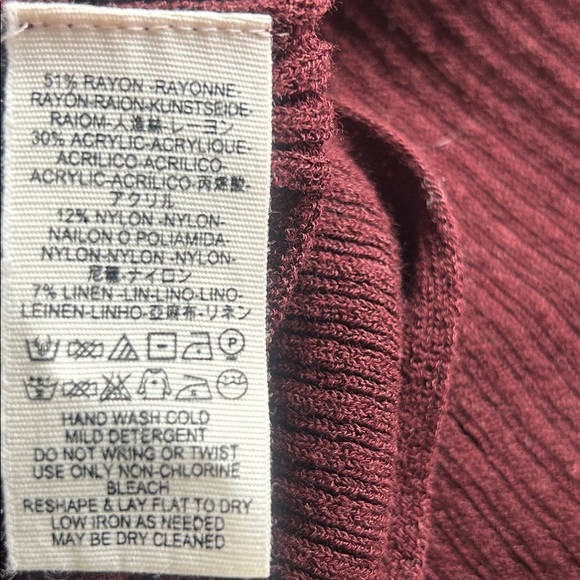 51% RAYON -RAYONNE-
RAYON-RAION-KUNSTSEIDE-
RAIOM-人造絲-レーヨン
30% ACRYLIC-ACRYLIQUE-
ACRILICO-ACRILICO-
ACRYLIC-ACRILICO-丙烯酸-
アクリル
12% NYLON -NYLON-
NAILON O POLIAMIDA-
NYLON-NYLON -NYLON-
尼龍-ナイロン
7% LINEN -LIN-LINO-LINO-
LEINEN-LINHO-亞麻布-リネン
P
HAND WASH COLD
MILD DETERGENT
DO NOT WRING OR TWIST
USE ONLY NON-CHLORINE
BLEACH
RESHAPE & LAY FLAT TO DRY
LOW IRON AS NEEDED
MAY BE DRY CLEANED